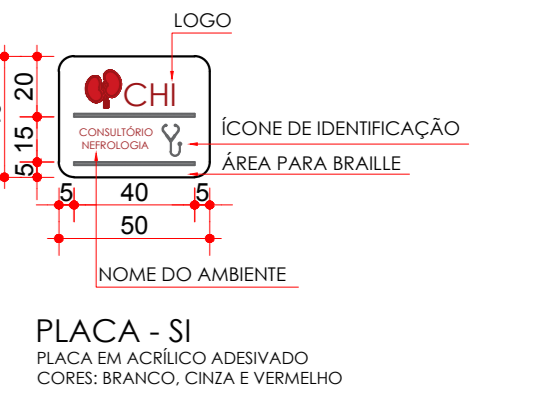 LOGO
CHI
CONSULTÓRIO
NEFROLOGIA
ÍCONE DE IDENTIFICAÇÃO
ÁREA PARA BRAILLE
20
15
5
5 40 5
50
NOME DO AMBIENTE
PLACA - SI
PLACA EM ACRÍLICO ADESIVADO
CORES: BRANCO, CINZA E VERMELHO